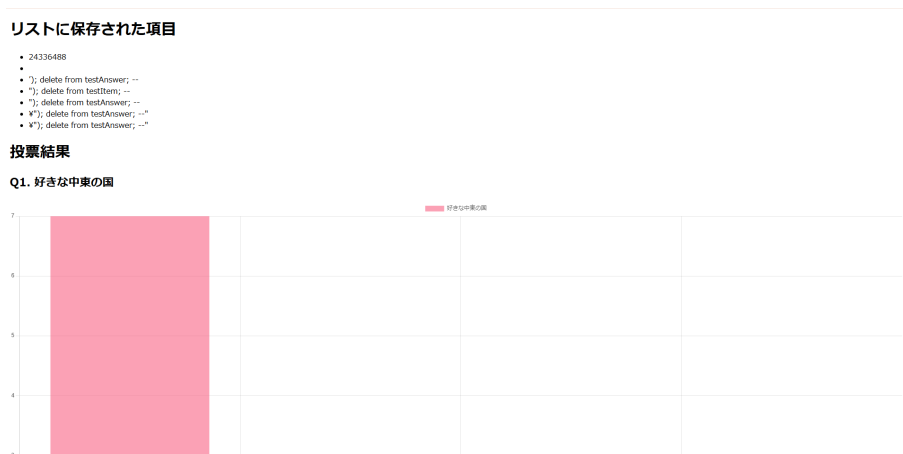 リストに保存された項目
24336488
'); delete from testAnswer; --
"); delete from testItem; --
"); delete from testAnswer; --
¥"); delete from testAnswer; --"
¥"); delete from testAnswer; --"
投票結果
Q1. 好きな中東の国
好きな中東の国
7
6
5
4